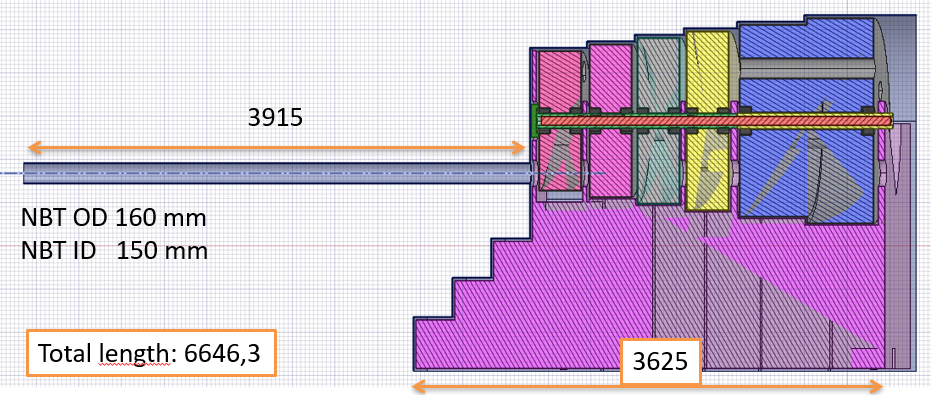 3915
NBT OD 160 mm
NBT ID 150 mm
Total length: 6646,3
3625